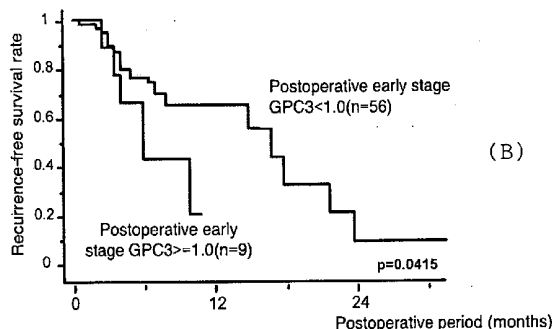 Recurrence-free survival rate
1
0.8
0.6
0.4
0.2
0
Postoperative early stage
GPC3<1.0(n=56)
(B)
Postoperative early
stage GPC3>=1.0(n=9)
p=0.0415
0
12
24
Postoperative period (months)